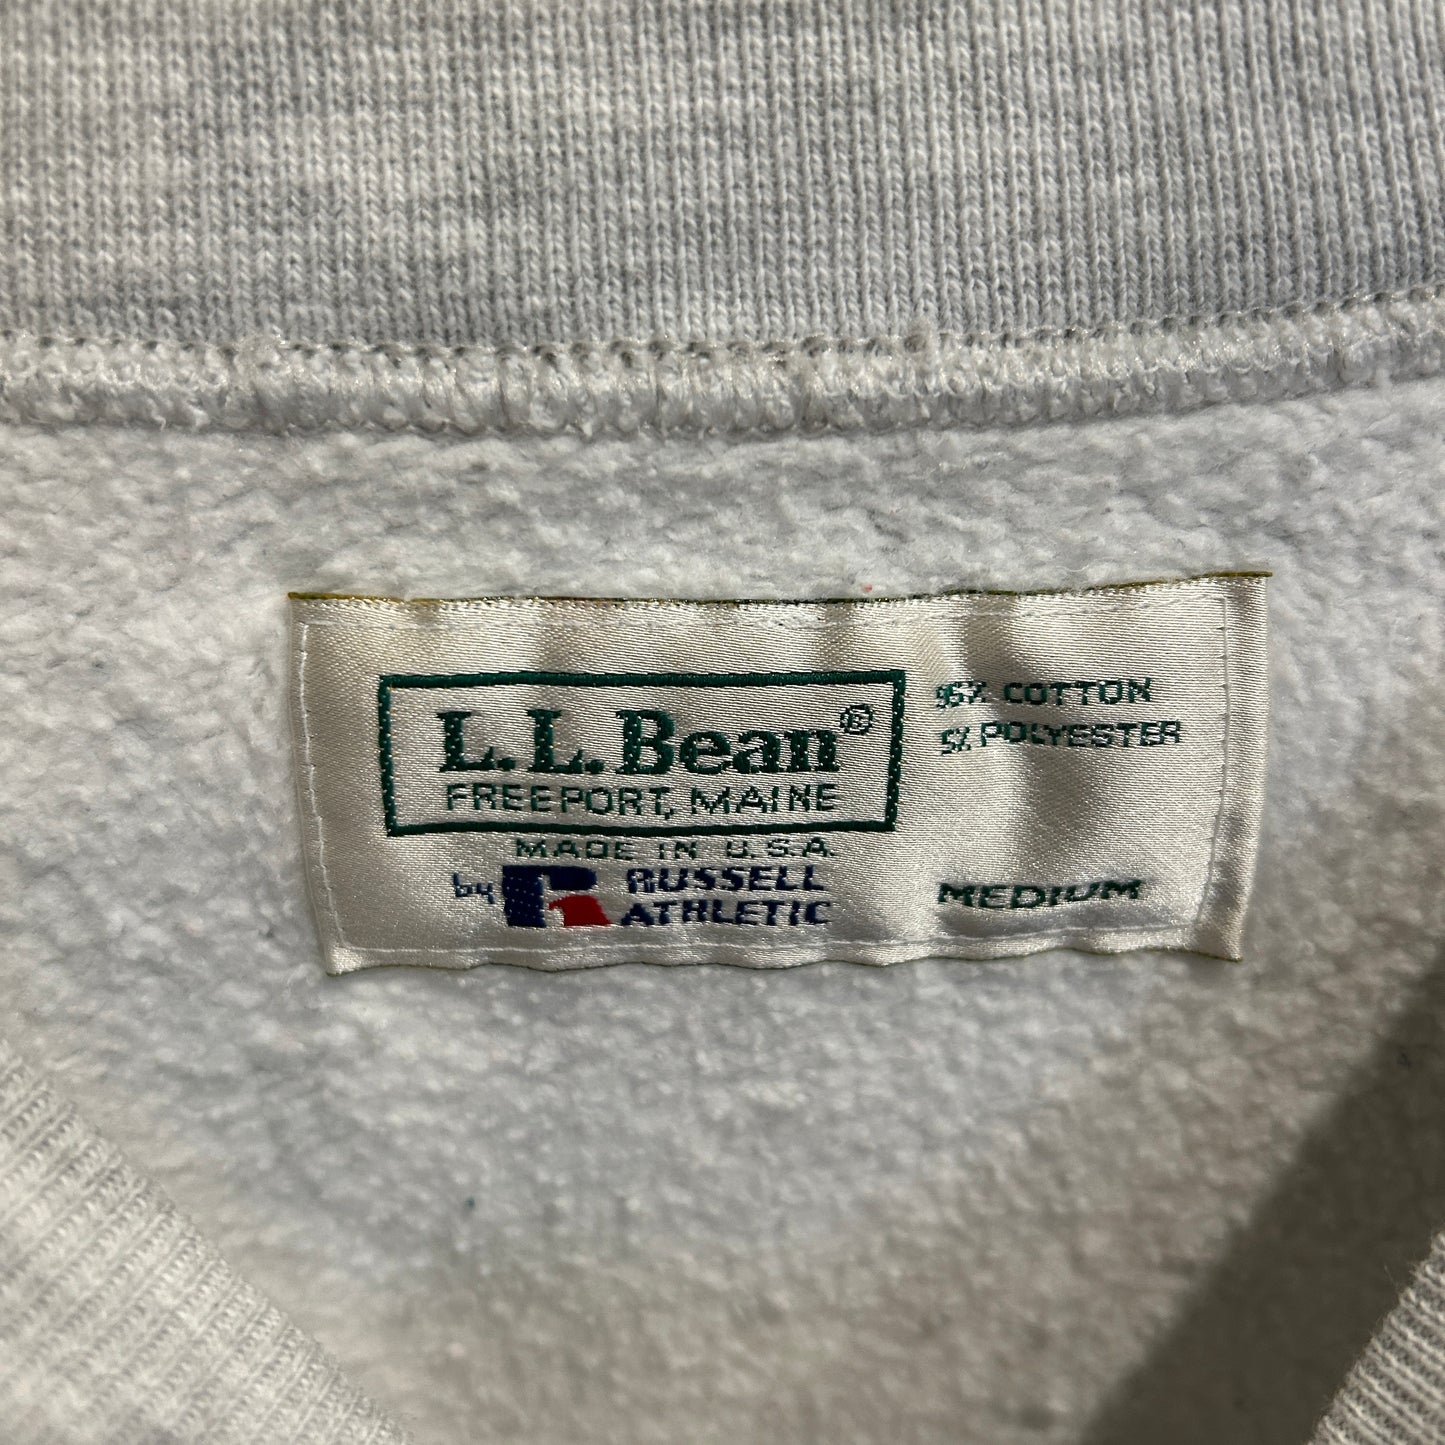 L.L.Bean®
FREEPORT, MAINE
MADE IN U.S.A.
by RUSSELL
ATHLETIC
95% COTTON
5% POLYESTER
MEDIUM